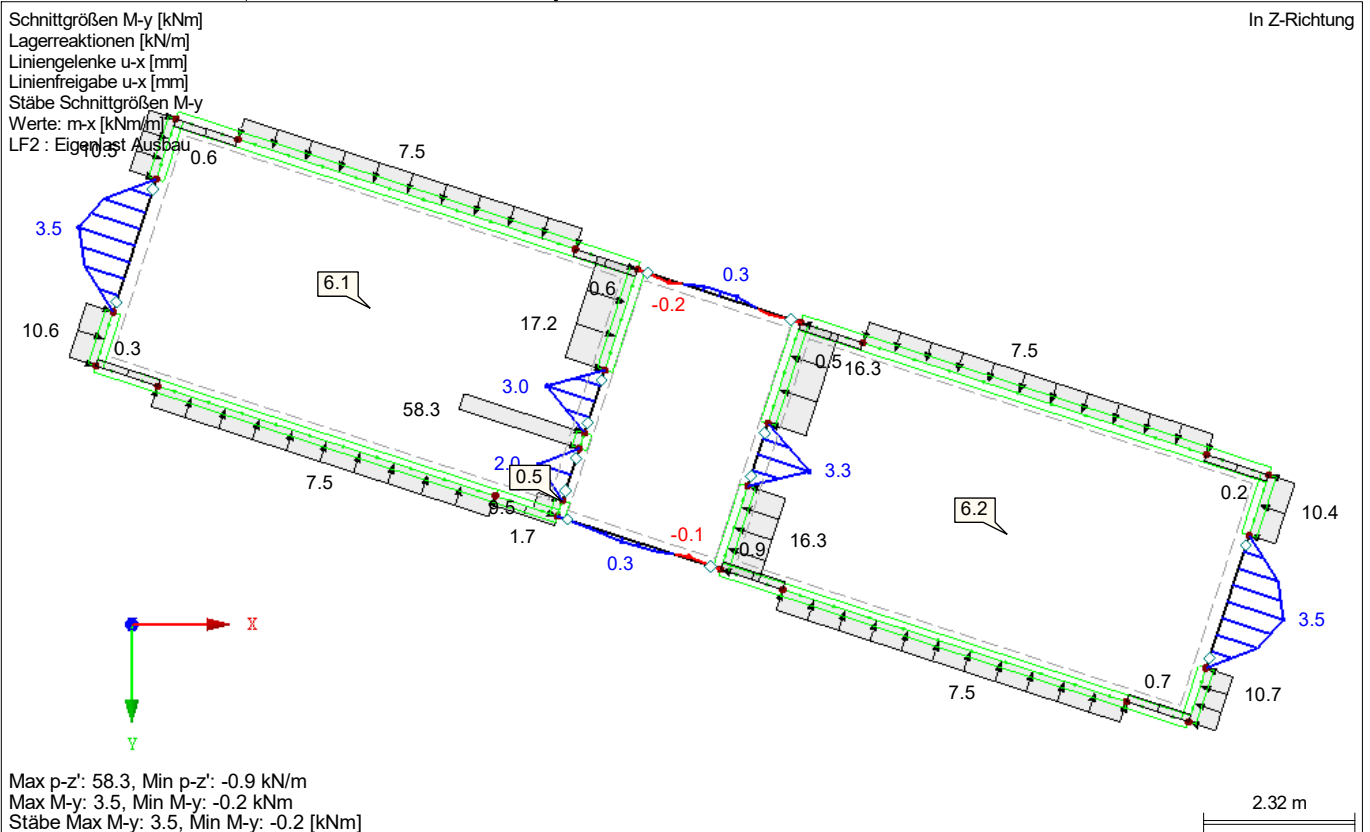 Schnittgrößen M-y [kNm]
In Z-Richtung
Lagerreaktionen [kN/m]
Liniengelenke u-x [mm]
Linienfreigabe u-x [mm]
Stäbe Schnittgrößen M-y
Werte: m-x [kNm/m]
LF2 : Eigenlast Ausbau
10.5
0.6
7.5
3.5
6.1
0.6
-0.2
0.3
17.2
10.6
0.3
0.5
16.3
7.5
3.0
58.3
2.0
0.5
3.3
7.5
9.5
1.7
0.2
10.4
6.2
-0.1
0.3
0.9
16.3
3.5
X
7.5
0.7
10.7
Y
Max p-z': 58.3, Min p-z': -0.9 kN/m
Max M-y: 3.5, Min M-y: -0.2 kNm
Stäbe Max M-y: 3.5, Min M-y: -0.2 [kNm]
2.32 m